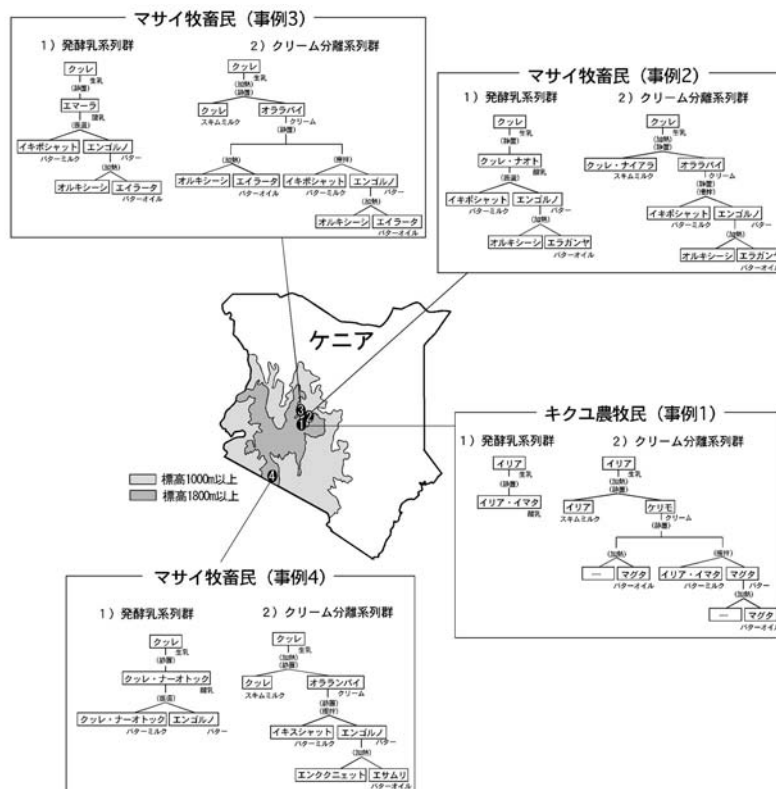 マサイ牧畜民（事例3）
1）発酵乳系列群
クッレ
生乳
(静置)
エマーラ
酸乳
(振盪)
イキポシャット
バターミルク
エンゴルノ
バター
(加熱)
オルキシーシ
エイラータ
バターオイル
2）クリーム分離系列群
クッレ
生乳
(加熱)
(静置)
クッレ
スキムミルク
オララバイ
クリーム
(静置)
(加熱)
(攪拌)
オルキシーシ
エイラータ
バターオイル
イキポシャット
バターミルク
エンゴルノ
バター
(加熱)
オルキシーシ
エイラータ
バターオイル
マサイ牧畜民（事例2）
1）発酵乳系列群
クッレ
生乳
(静置)
クッレ・ナオト
酸乳
(振盪)
イキポシャット
バターミルク
エンゴルノ
バター
(加熱)
オルキシーシ
エラガンヤ
バターオイル
2）クリーム分離系列群
クッレ
生乳
(加熱)
(静置)
クッレ・ナイアラ
スキムミルク
オララバイ
クリーム
(静置)
(攪拌)
イキポシャット
バターミルク
エンゴルノ
バター
(加熱)
オルキシーシ
エラガンヤ
バターオイル
ケニア
3
2
1
4
標高1000m以上
標高1800m以上
キクユ農牧民（事例1）
1）発酵乳系列群
イリア
生乳
(静置)
イリア・イマタ
酸乳
2）クリーム分離系列群
イリア
生乳
(加熱)
(静置)
イリア
スキムミルク
ケリモ
クリーム
(静置)
(加熱)
(攪拌)
―
マグタ
バターオイル
イリア・イマタ
バターミルク
マグタ
バター
(加熱)
―
マグタ
バターオイル
マサイ牧畜民（事例4）
1）発酵乳系列群
クッレ
生乳
(静置)
クッレ・ナーオトック
酸乳
(振盪)
クッレ・ナーオトック
バターミルク
エンゴルノ
バター
2）クリーム分離系列群
クッレ
生乳
(加熱)
(静置)
クッレ
スキムミルク
オラランバイ
クリーム
(静置)
(攪拌)
イキスシャット
バターミルク
エンゴルノ
バター
(加熱)
エンククニェット
エサムリ
バターオイル